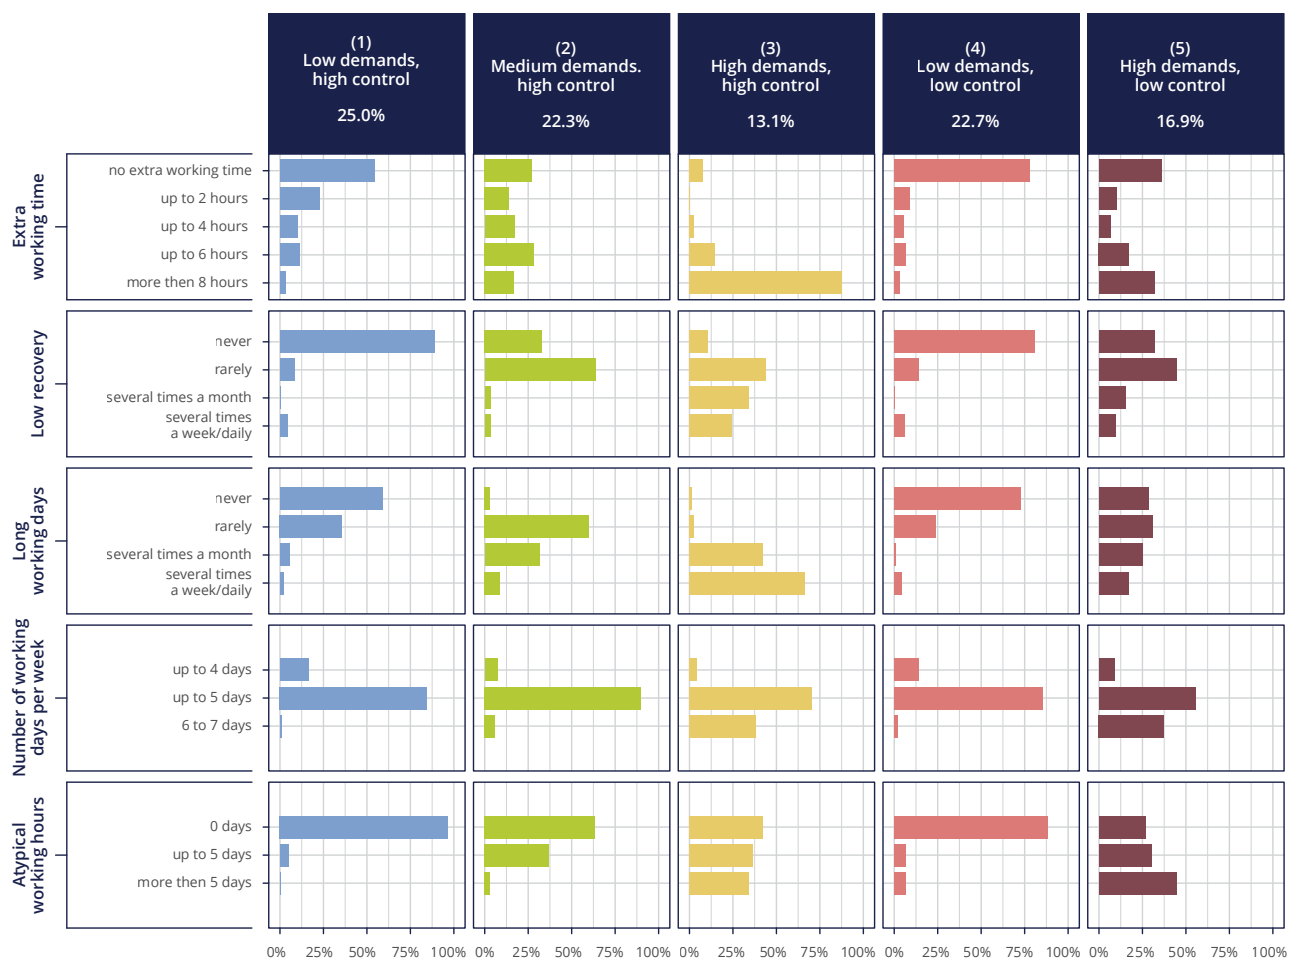 (1)
Low demands,
high control
25.0%
(2)
Medium demands.
high control
22.3%
(3)
High demands,
high control
13.1%
(4)
Low demands,
low control
22.7%
(5)
High demands,
low control
16.9%
Extra
working time
no extra working time
up to 2 hours
up to 4 hours
up to 6 hours
more then 8 hours
Low recovery
never
rarely
several times a month
several times
a week/daily
Long
working days
never
rarely
several times a month
several times
a week/daily
Number of working
days per week
up to 4 days
up to 5 days
6 to 7 days
Atypical
working hours
0 days
up to 5 days
more then 5 days
0% 25% 50% 75% 100% 0% 25% 50% 75% 100% 0% 25% 50% 75% 100% 0% 25% 50% 75% 100% 0% 25% 50% 75% 100%